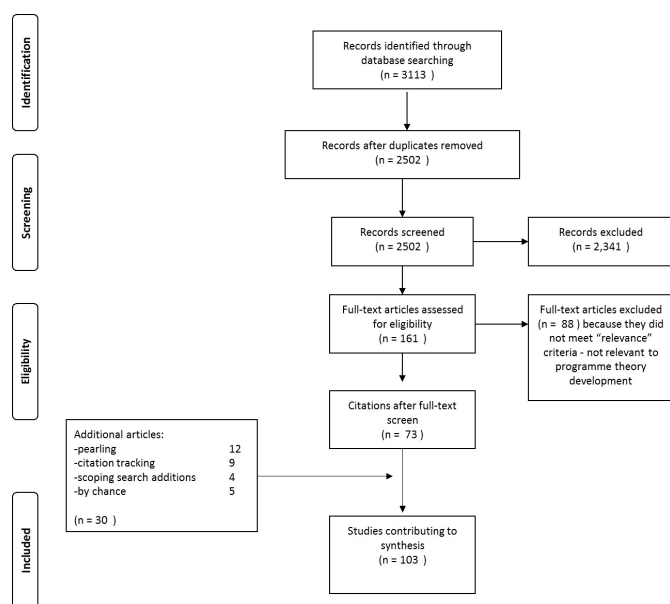 Identification
Records identified through
database searching
(n = 3113 )
Records after duplicates removed
(n = 2502 )
Screening
Records screened
(n = 2502 )
Records excluded
(n = 2,341 )
Eligibility
Full-text articles assessed
for eligibility
(n = 161 )
Full-text articles excluded
(n = 88 ) because they did
not meet “relevance”
criteria - not relevant to
programme theory
development
Citations after full-text
screen
(n = 73 )
Additional articles:
-pearling 12
-citation tracking 9
-scoping search additions 4
-by chance 5
(n = 30 )
Included
Studies contributing to
synthesis
(n = 103 )